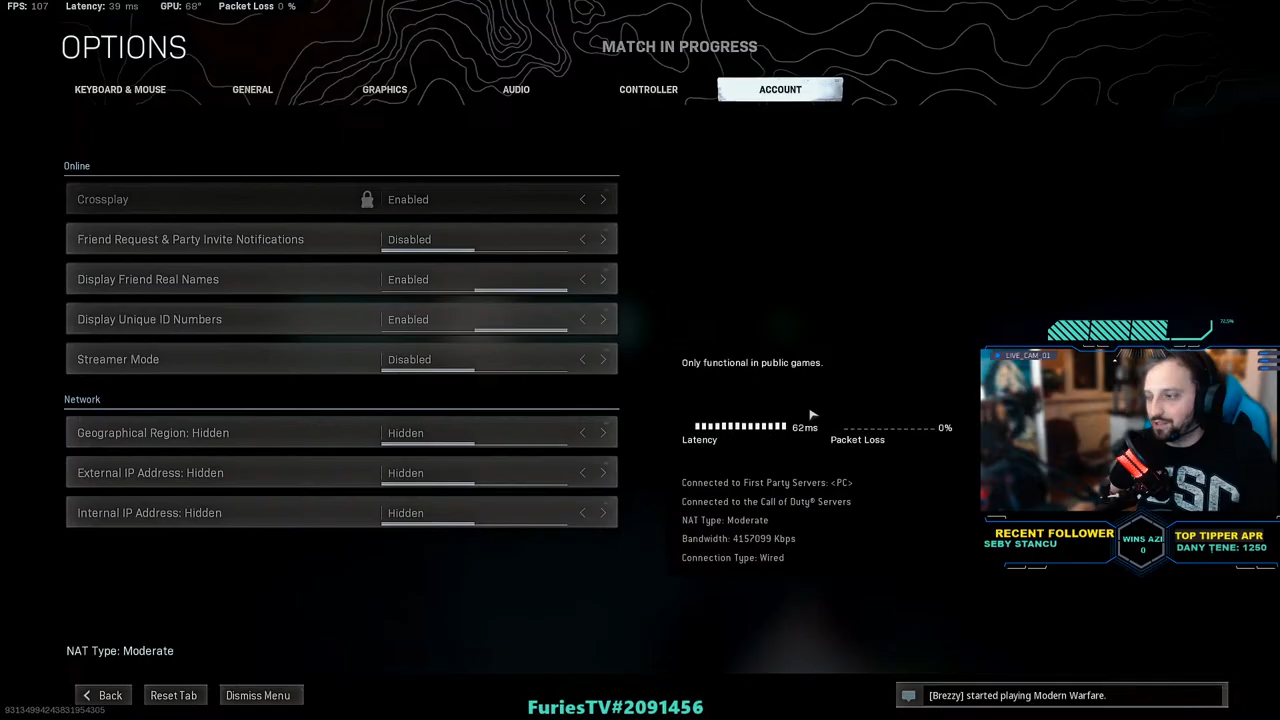 FPS: 107 Latency: 39 ms GPU: 68° Packet Loss 0 %
OPTIONS
MATCH IN PROGRESS
KEYBOARD & MOUSE GENERAL GRAPHICS AUDIO CONTROLLER ACCOUNT
Online
Crossplay Enabled
Friend Request & Party Invite Notifications Disabled
Display Friend Real Names Enabled
Display Unique ID Numbers Enabled
Streamer Mode Disabled
Network
Geographical Region: Hidden Hidden
External IP Address: Hidden Hidden
Internal IP Address: Hidden Hidden
Only functional in public games.
62ms 0%
Latency Packet Loss
Connected to First Party Servers: <PC>
Connected to the Call of Duty® Servers
NAT Type: Moderate
Bandwidth: 4157099 Kbps
Connection Type: Wired
LIVE_CAM_01
RECENT FOLLOWER
SEBY STANCU
WINS AZI
0
TOP TIPPER APR
DANY TENE: 1250
NAT Type: Moderate
Back Reset Tab Dismiss Menu
93134994243831954305
FuriesTV#2091456
[Brezzy] started playing Modern Warfare.